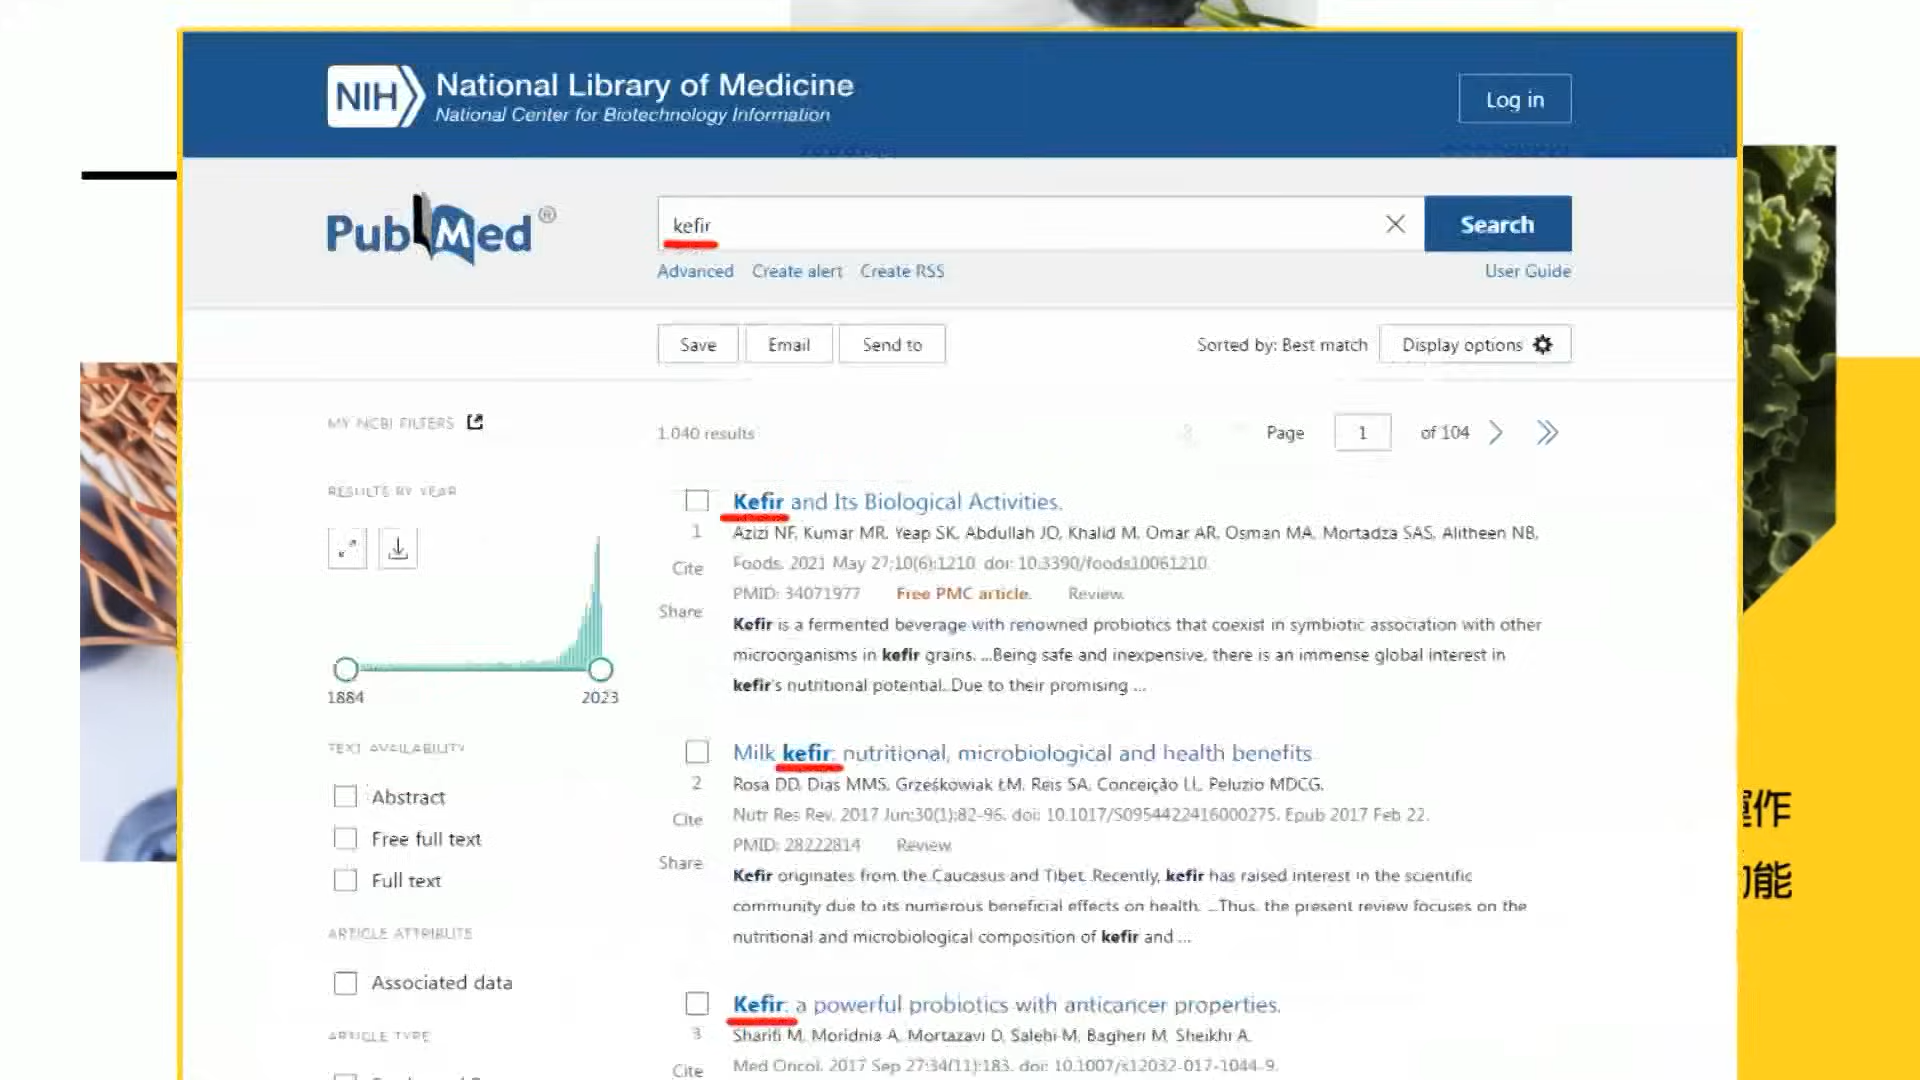 NIH National Library of Medicine
National Center for Biotechnology Information
Log in
PubMed®
kefir
Search
Advanced Create alert Create RSS
User Guide
Save Email Send to
Sorted by: Best match Display options
MY NCBI FILTERS
1,040 results
Page 1 of 104
RESULTS BY YEAR
1884 2023
TEXT AVAILABILITY
Abstract
Free full text
Full text
ARTICLE ATTRIBUTE
Associated data
ARTICLE TYPE
Kefir and Its Biological Activities.
1
Azizi NF, Kumar MR, Yeap SK, Abdullah JO, Khalid M, Omar AR, Osman MA, Mortadza SAS, Alitheen NB.
Cite
Foods. 2021 May 27;10(6):1210. doi: 10.3390/foods10061210.
PMID: 34071977 Free PMC article. Review.
Share
Kefir is a fermented beverage with renowned probiotics that coexist in symbiotic association with other
microorganisms in kefir grains. ...Being safe and inexpensive, there is an immense global interest in
kefir's nutritional potential. Due to their promising ...
Milk kefir: nutritional, microbiological and health benefits
2
Rosa DD, Dias MMS, Grześkowiak ŁM, Reis SA, Conceição LL, Peluzio MDCG.
Cite
Nutr Res Rev. 2017 Jun;30(1):82-96. doi: 10.1017/S0954422416000275. Epub 2017 Feb 22.
PMID: 28222814 Review.
Share
Kefir originates from the Caucasus and Tibet. Recently, kefir has raised interest in the scientific
community due to its numerous beneficial effects on health. ...Thus, the present review focuses on the
nutritional and microbiological composition of kefir and ...
Kefir: a powerful probiotics with anticancer properties.
3
Sharifi M, Moridnia A, Mortazavi D, Salehi M, Bagheri M, Sheikhi A.
Cite
Med Oncol. 2017 Sep 27;34(11):183. doi: 10.1007/s12032-017-1044-9.
作
能